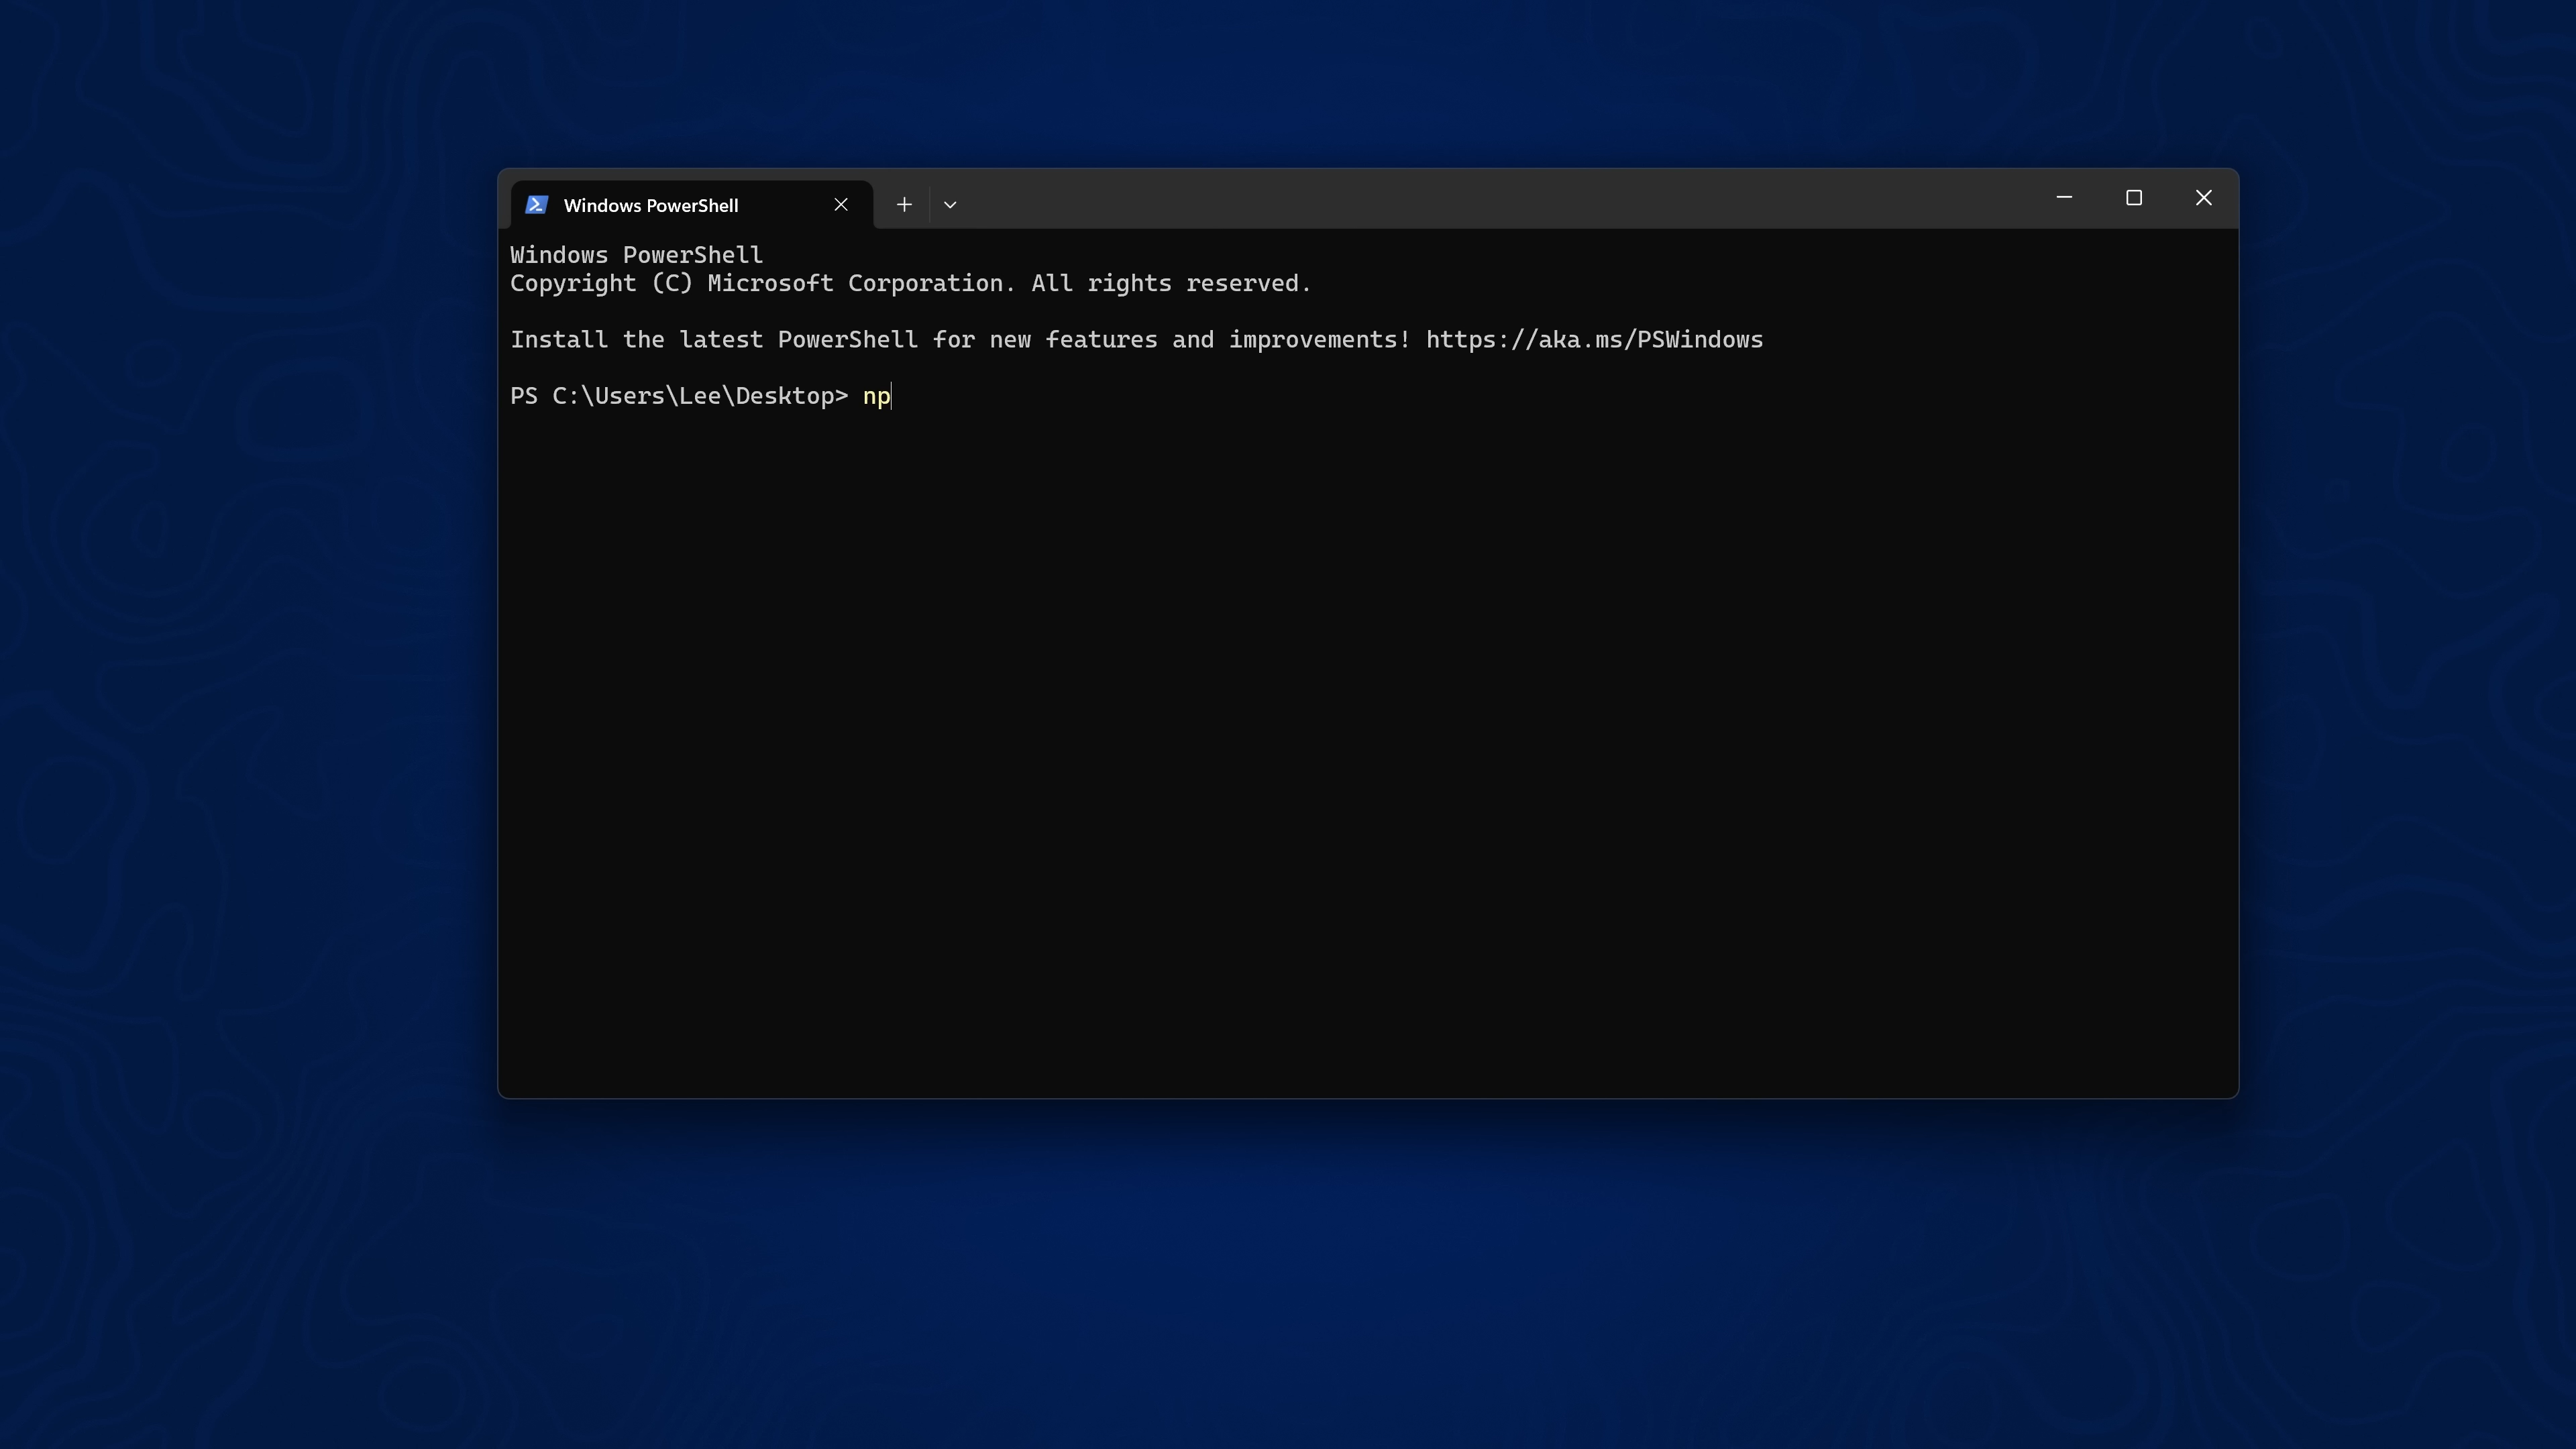 Windows PowerShell
Windows PowerShell
Copyright (C) Microsoft Corporation. All rights reserved.
Install the latest PowerShell for new features and improvements! https://aka.ms/PSWindows
PS C:\Users\Lee\Desktop> np